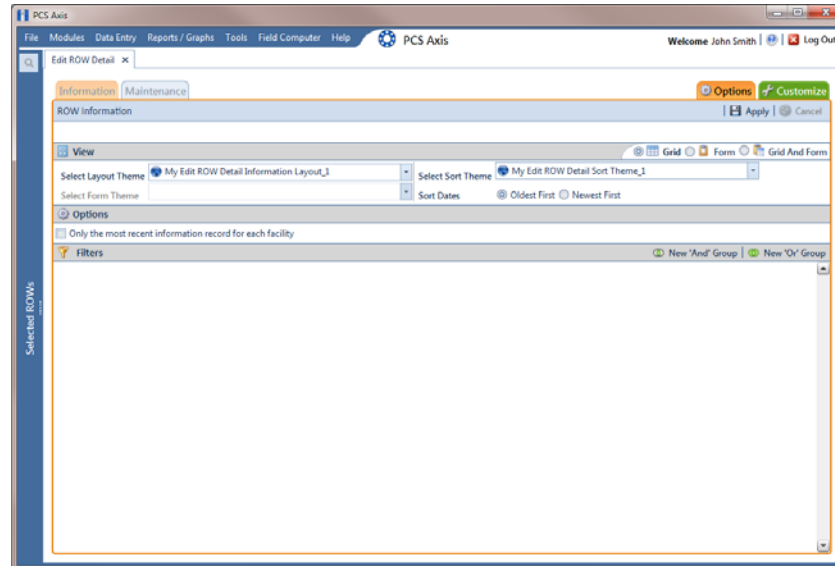 PCS Axis
File Modules Data Entry Reports / Graphs Tools Field Computer Help PCS Axis Welcome John Smith | Log Out
Edit ROW Detail ×
Information Maintenance Options Customize
ROW Information | Apply | Cancel
View Grid Form Grid And Form
Select Layout Theme My Edit ROW Detail Information Layout_1 Select Sort Theme My Edit ROW Detail Sort Theme_1
Select Form Theme Sort Dates Oldest First Newest First
Options
Only the most recent information record for each facility
Filters New 'And' Group | New 'Or' Group
Selected ROWs